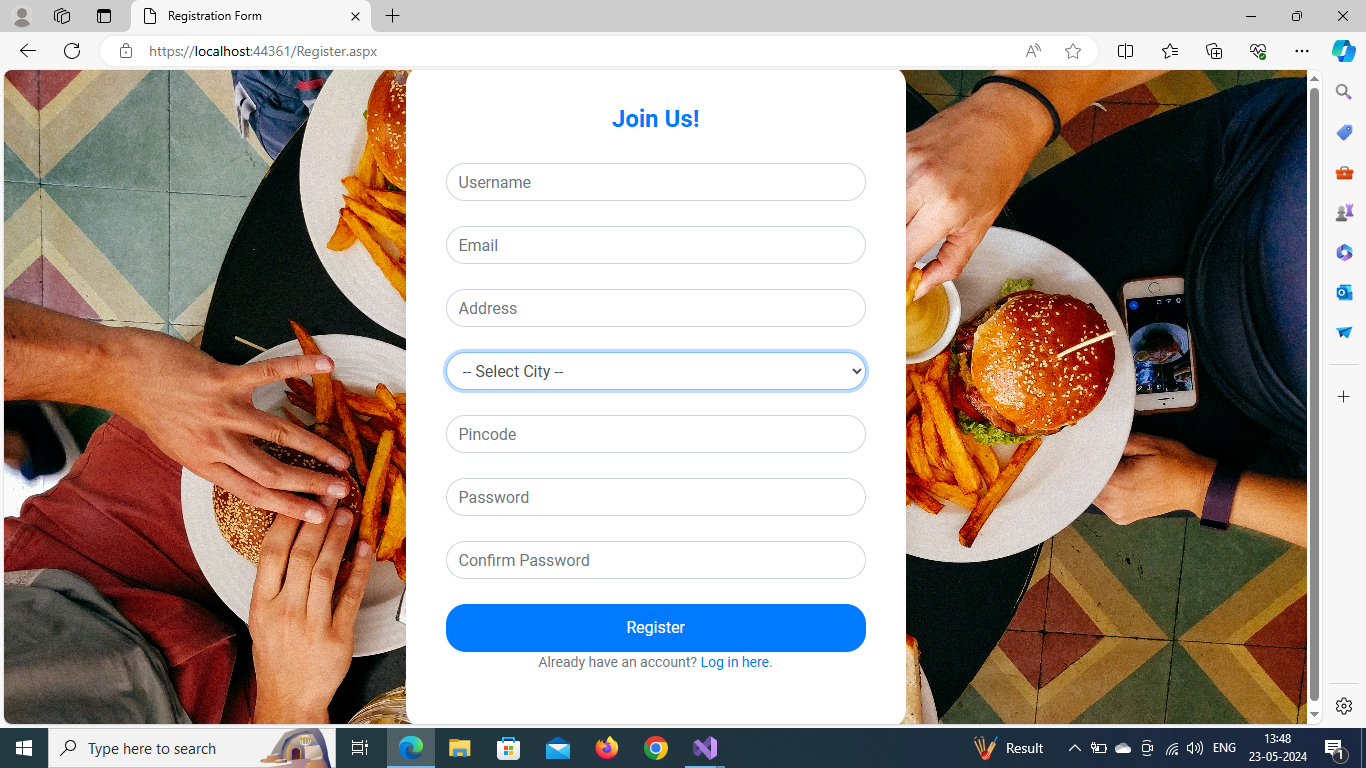 Registration Form
https://localhost:44361/Register.aspx
Join Us!
Username
Email
Address
-- Select City --
Pincode
Password
Confirm Password
Register
Already have an account? Log in here.
Type here to search
Result
ENG
13:48
23-05-2024
1